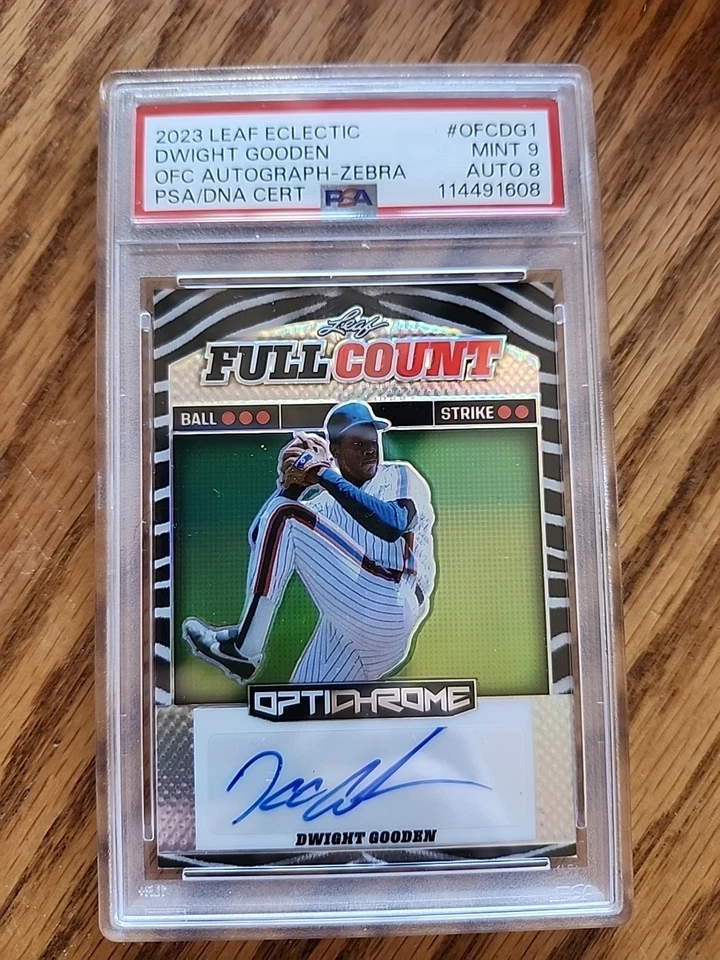 2023 LEAF ECLECTIC #OFCDG1
DWIGHT GOODEN MINT 9
OFC AUTOGRAPH-ZEBRA AUTO 8
PSA/DNA CERT PSA 114491608
Leaf
FULL COUNT
BALL STRIKE
OPTICHROME
DWIGHT GOODEN